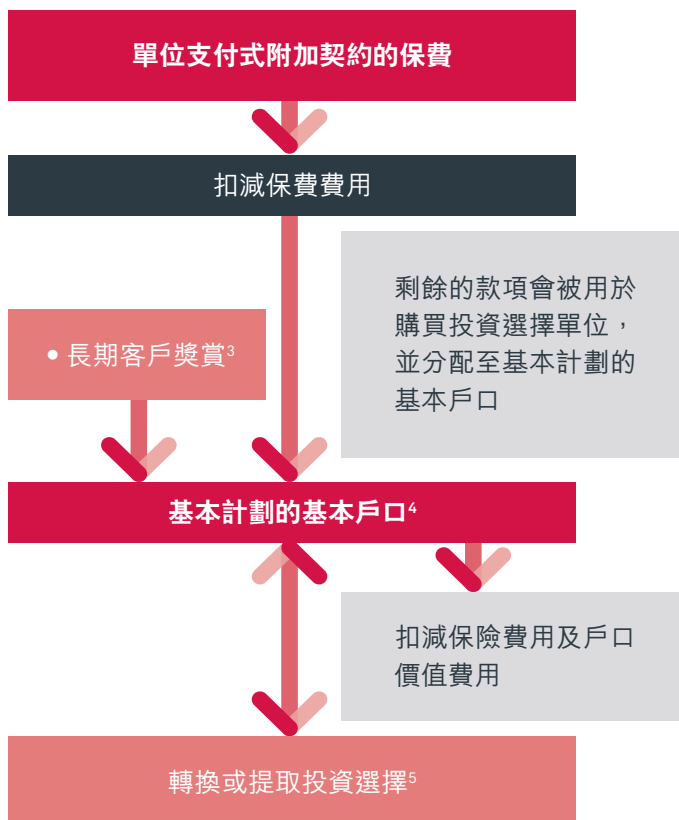 單位支付式附加契約的保費
扣減保費費用
剩餘的款項會被用於
購買投資選擇單位，
並分配至基本計劃的
基本戶口
• 長期客戶獎賞³
基本計劃的基本戶口⁴
扣減保險費用及戶口
價值費用
轉換或提取投資選擇⁵